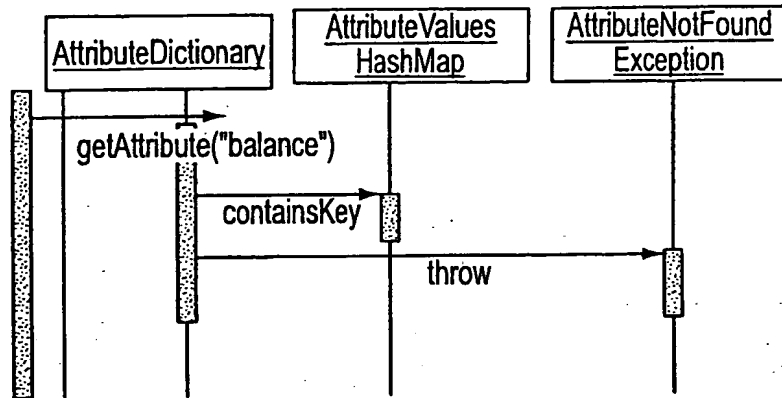 AttributeDictionary
AttributeValues
HashMap
AttributeNotFound
Exception
getAttribute("balance")
containsKey
throw